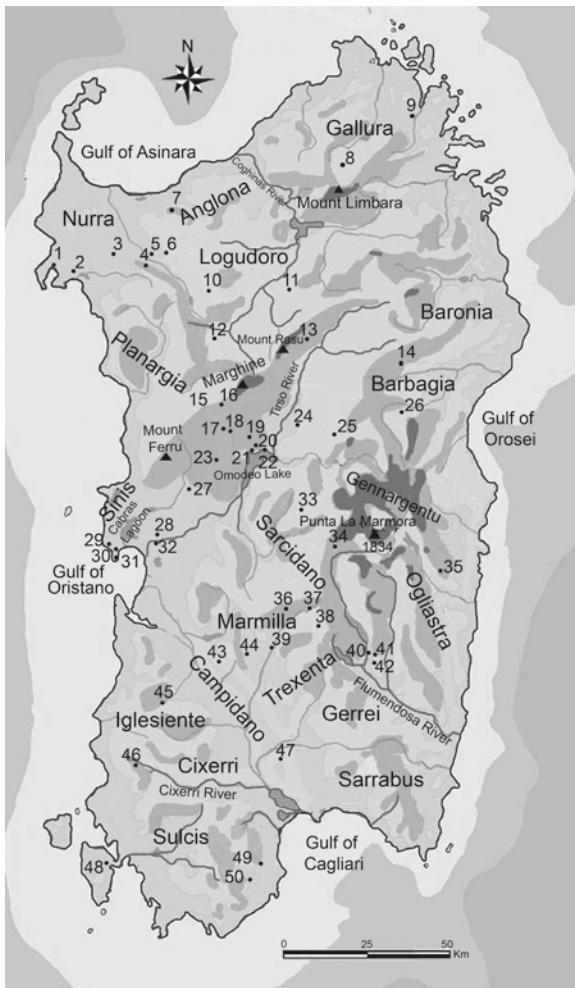 N
9
Gallura
Gulf of Asinara
8
Coghinas River
Mount Limbara
7
Anglona
Nurra
1
2
3
4
5
6
Logudoro
10
11
Baronia
12
Mount Rasu
13
Planargia
14
Marghine
Tirso River
Barbagia
15
16
26
17
18
19
24
Mount
Ferru
20
25
Gulf of
Orosei
23
21
22
Omodeo Lake
27
Gennargentu
Sinis
Cabras
Lagoon
33
Punta La Marmora
1834
28
Sarcidano
34
29
30
31
32
35
Gulf of
Oristano
Ogliastra
36
37
Marmilla
38
43
44
39
40
41
42
Campidano
Trexenta
45
Flumendosa River
Iglesiente
Gerrei
46
47
Cixerri
Sarrabus
Cixerri River
Sulcis
Gulf of
Cagliari
48
49
50
0
25
50
Km